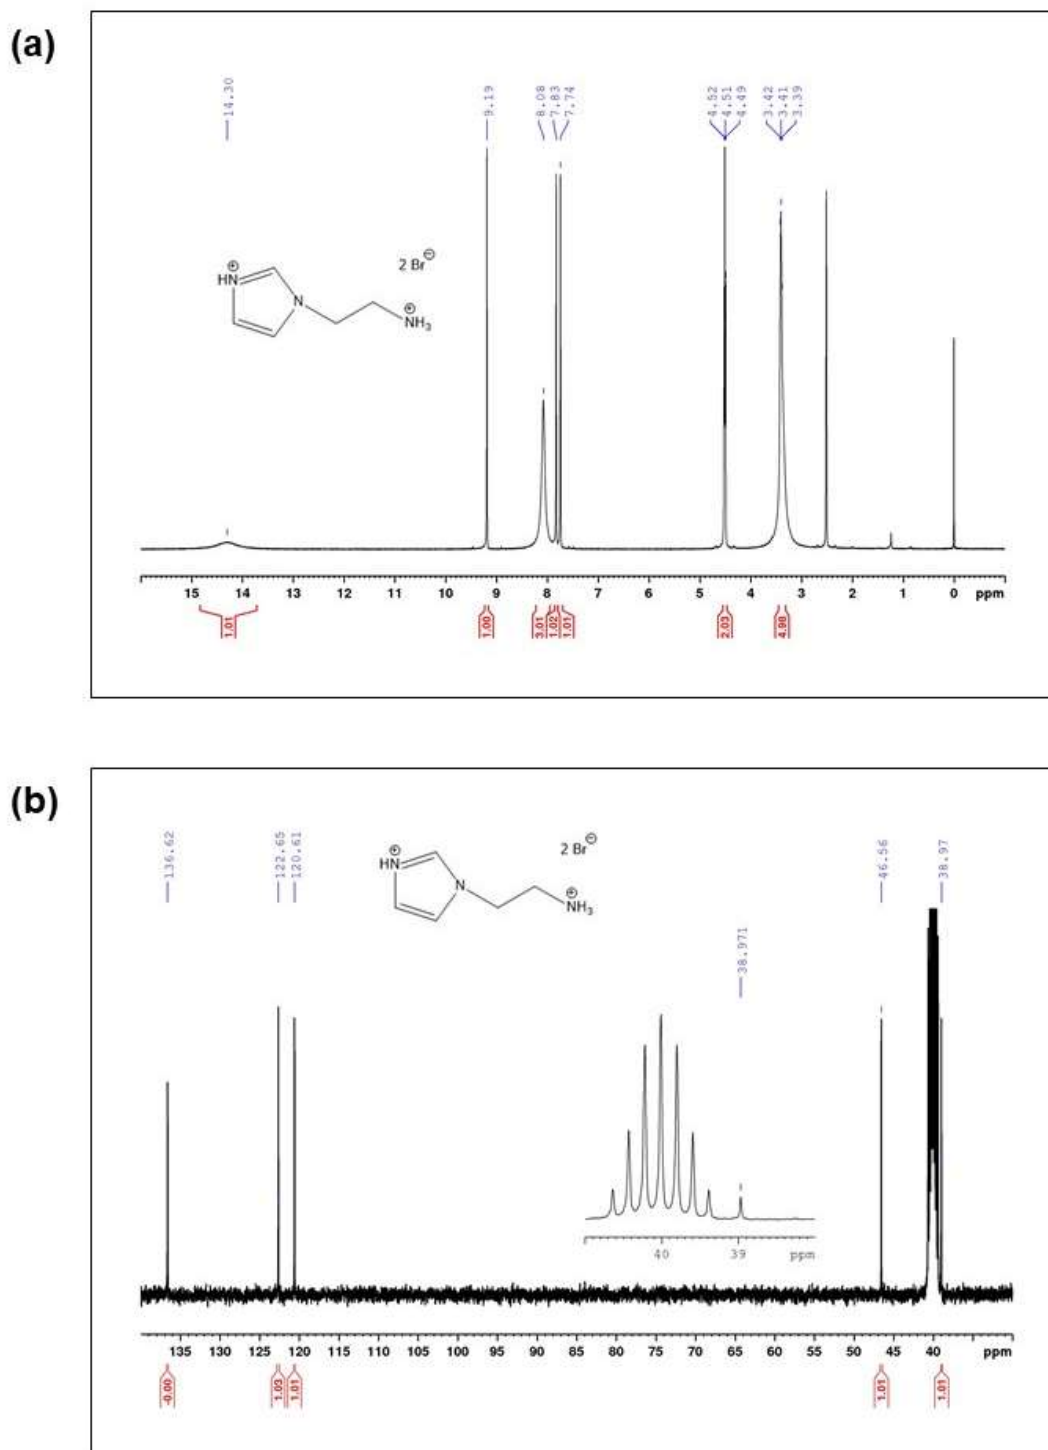 (a)
14.30
9.19
8.08
7.83
7.74
4.52
4.51
4.49
3.42
3.41
3.39
2 Br⊖
⊕
HN
N
⊕
NH3
15 14 13 12 11 10 9 8 7 6 5 4 3 2 1 0 ppm
1.01
1.00
3.01
1.02
1.01
2.03
4.98
(b)
136.62
122.65
120.61
46.56
38.97
2 Br⊖
⊕
HN
N
⊕
NH3
38.971
40 39 ppm
135 130 125 120 115 110 105 100 95 90 85 80 75 70 65 60 55 50 45 40 ppm
-0.00
1.03
1.01
1.01
1.01